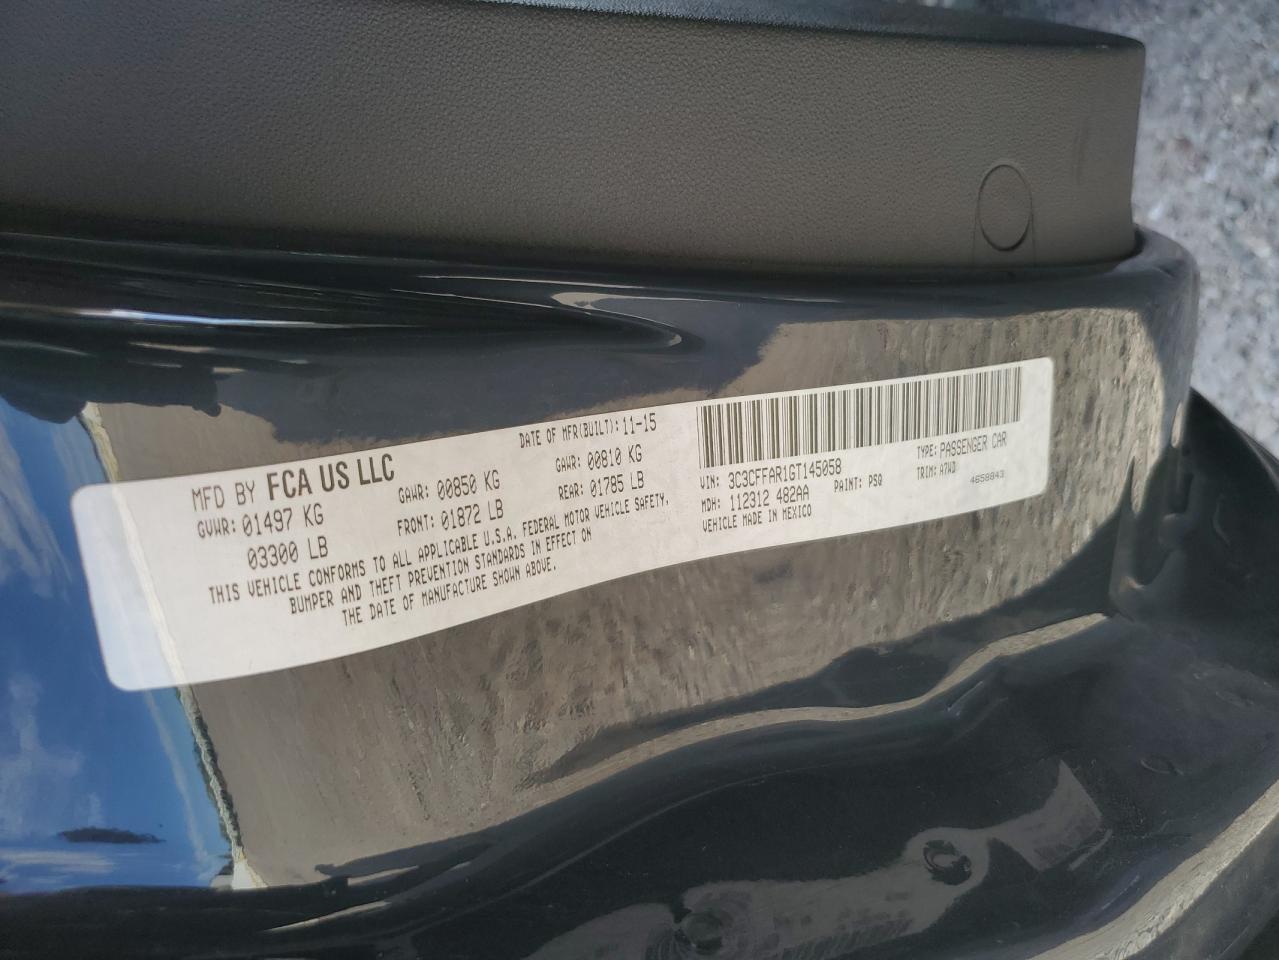 MFD BY FCA US LLC
DATE OF MFR(BUILT): 11-15
GVWR: 01497 KG
03300 LB
GAWR: 00850 KG
FRONT: 01872 LB
GAWR: 00810 KG
REAR: 01785 LB
THIS VEHICLE CONFORMS TO ALL APPLICABLE U.S.A. FEDERAL MOTOR VEHICLE SAFETY,
BUMPER AND THEFT PREVENTION STANDARDS IN EFFECT ON
THE DATE OF MANUFACTURE SHOWN ABOVE.
VIN: 3C3CFFAR1GT145058
TYPE: PASSENGER CAR
MDH: 112312 482AA
PAINT: PSQ
TRIM: A7WD
VEHICLE MADE IN MEXICO
4658843